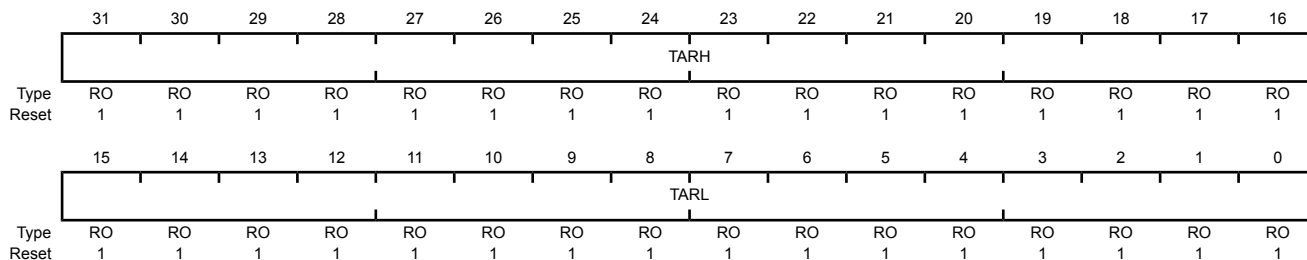 31 30 29 28 27 26 25 24 23 22 21 20 19 18 17 16
TARH
Type RO RO RO RO RO RO RO RO RO RO RO RO RO RO RO RO
Reset 1 1 1 1 1 1 1 1 1 1 1 1 1 1 1 1
15 14 13 12 11 10 9 8 7 6 5 4 3 2 1 0
TARL
Type RO RO RO RO RO RO RO RO RO RO RO RO RO RO RO RO
Reset 1 1 1 1 1 1 1 1 1 1 1 1 1 1 1 1